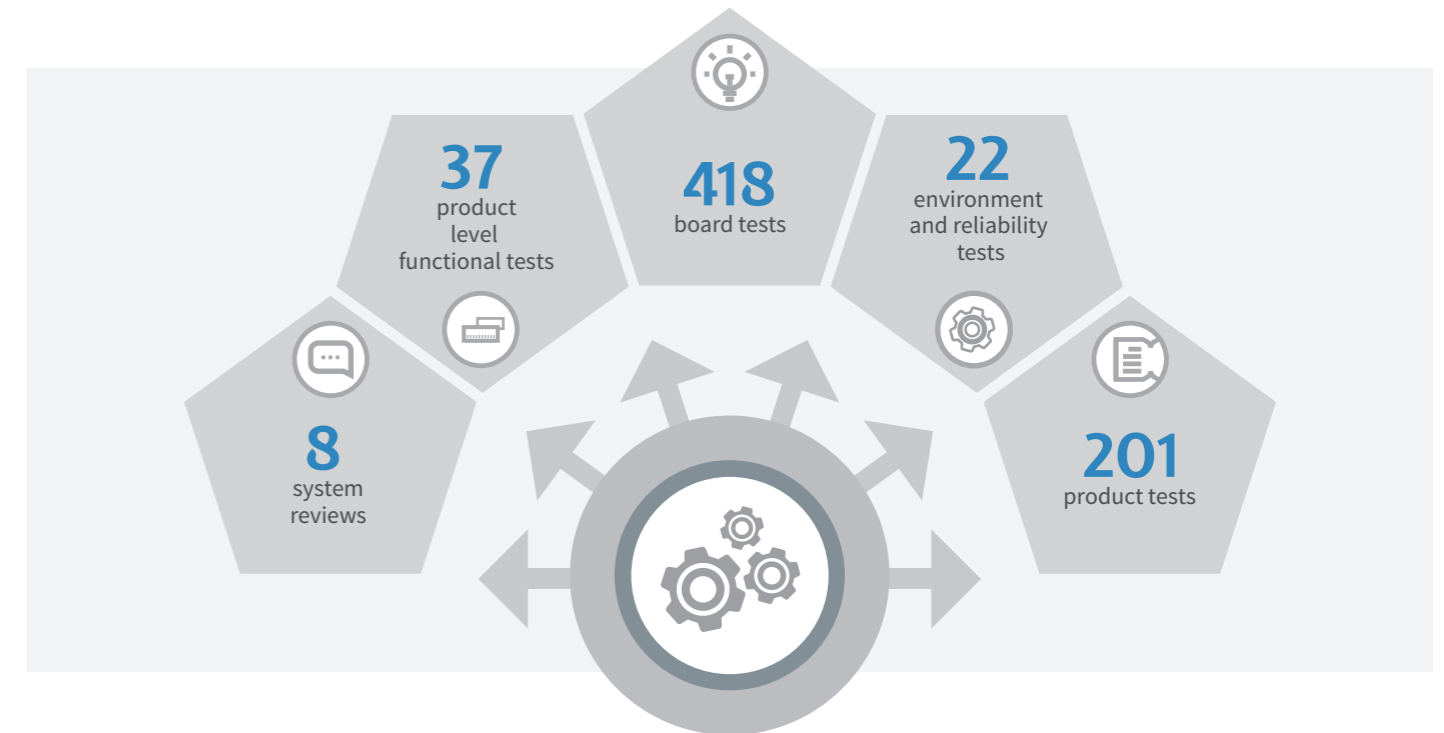 8
system
reviews
37
product
level
functional tests
418
board tests
22
environment
and reliability
tests
201
product tests